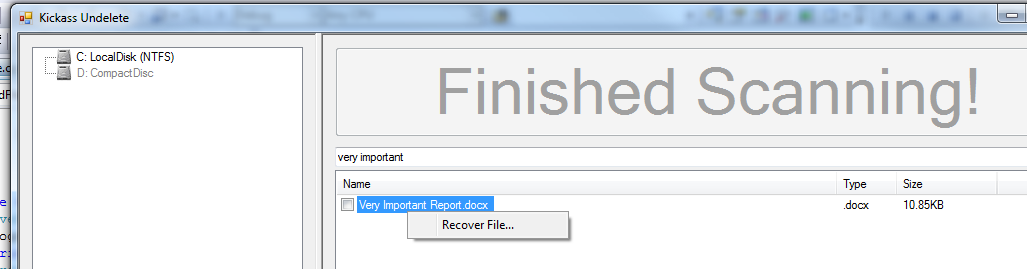 Kickass Undelete
C: LocalDisk (NTFS)
D: CompactDisc
Finished Scanning!
very important
Name Type Size
Very Important Report.docx .docx 10.85KB
Recover File...